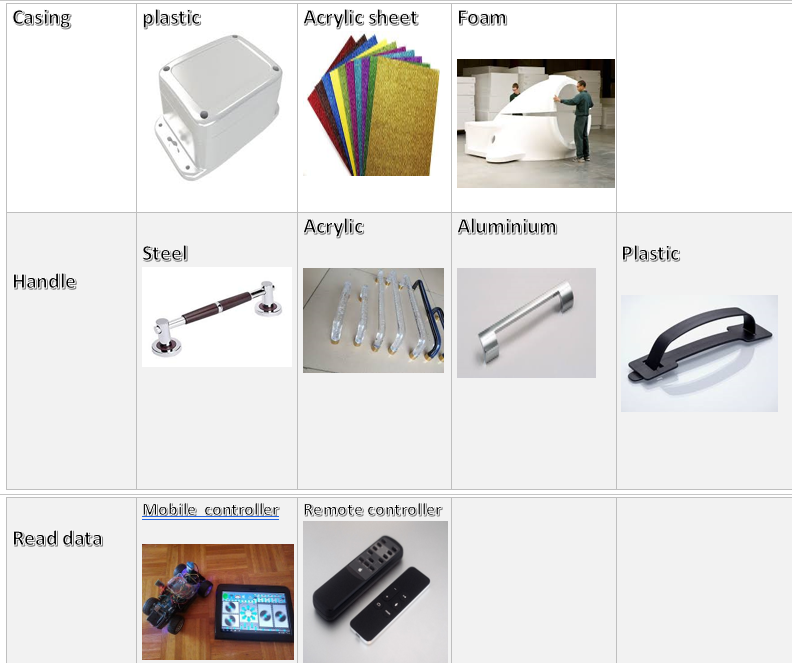 Casing
plastic
Acrylic sheet
Foam
Handle
Steel
Acrylic
Aluminium
Plastic
Read data
Mobile  controller
Remote controller